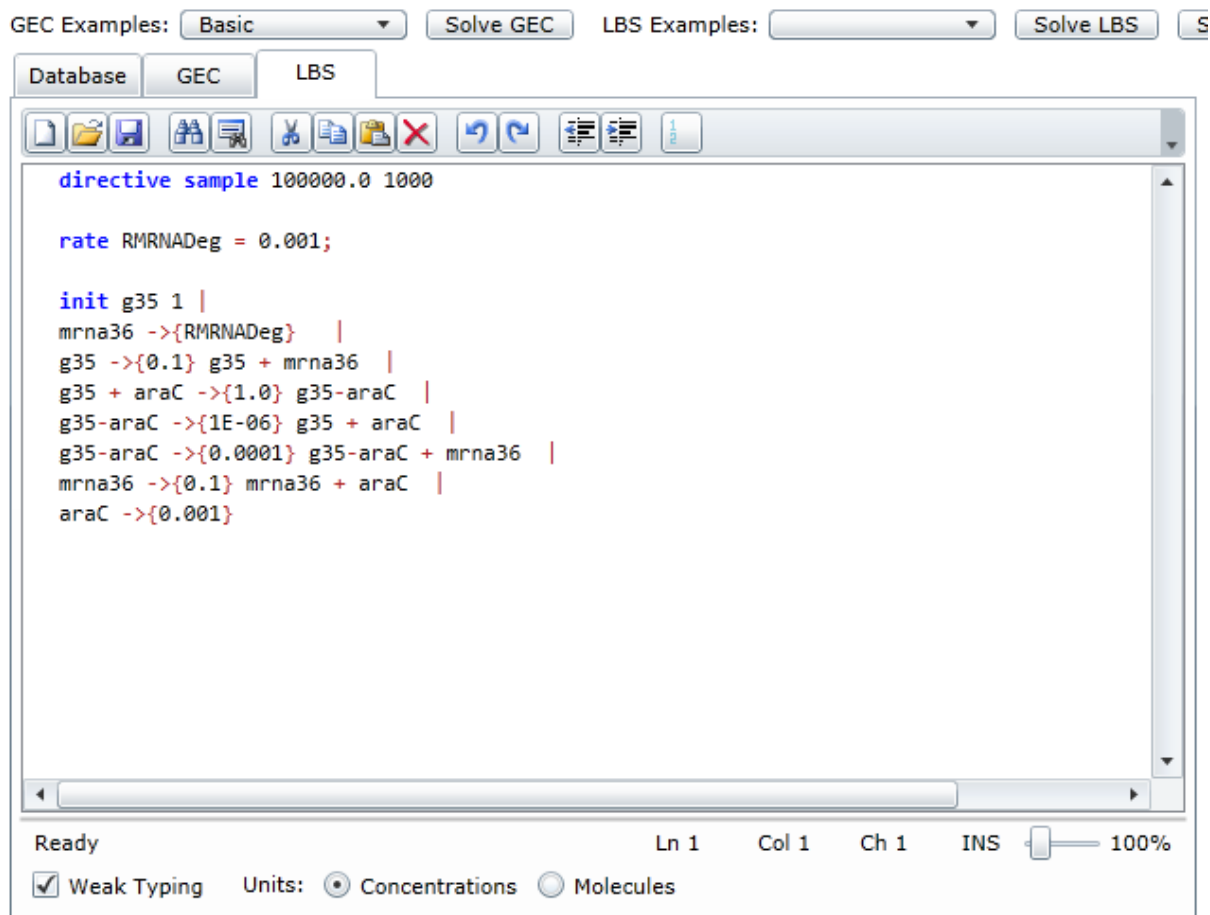 GEC Examples: Basic Solve GEC LBS Examples: Solve LBS S
Database GEC LBS
directive sample 100000.0 1000
rate RMRNADeg = 0.001;
init g35 1 |
mrna36 ->{RMRNADeg} |
g35 ->{0.1} g35 + mrna36 |
g35 + araC ->{1.0} g35-araC |
g35-araC ->{1E-06} g35 + araC |
g35-araC ->{0.0001} g35-araC + mrna36 |
mrna36 ->{0.1} mrna36 + araC |
araC ->{0.001}
Ready Ln 1 Col 1 Ch 1 INS 100%
Weak Typing Units: Concentrations Molecules